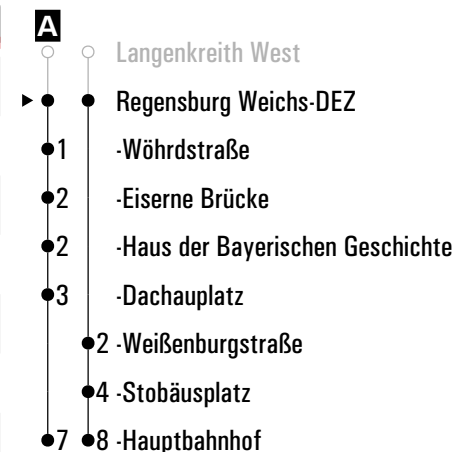 A
Langenkreith West
Regensburg Weichs-DEZ
1 -Wöhrdstraße
2 -Eiserne Brücke
2 -Haus der Bayerischen Geschichte
3 -Dachauplatz
2 -Weißenburgstraße
4 -Stobäusplatz
7 8 -Hauptbahnhof